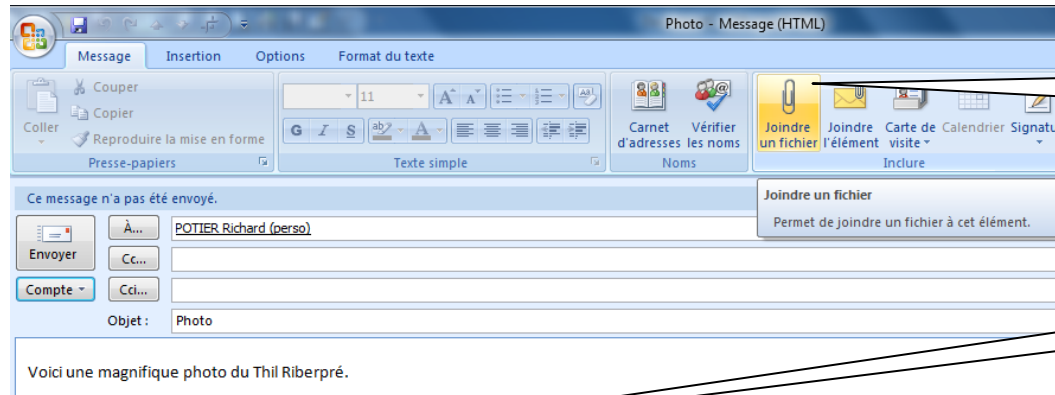 Photo - Message (HTML)
Message Insertion Options Format du texte
Couper
Copier
Reproduire la mise en forme
Coller
Presse-papiers
11
G I S
Texte simple
Carnet d'adresses
Vérifier les noms
Noms
Joindre un fichier
Joindre l'élément
Carte de visite
Calendrier
Signatu
Inclure
Joindre un fichier
Permet de joindre un fichier à cet élément.
Ce message n'a pas été envoyé.
Envoyer
À... POTIER Richard (perso)
Cc...
Compte
Cci...
Objet : Photo
Voici une magnifique photo du Thil Riberpré.